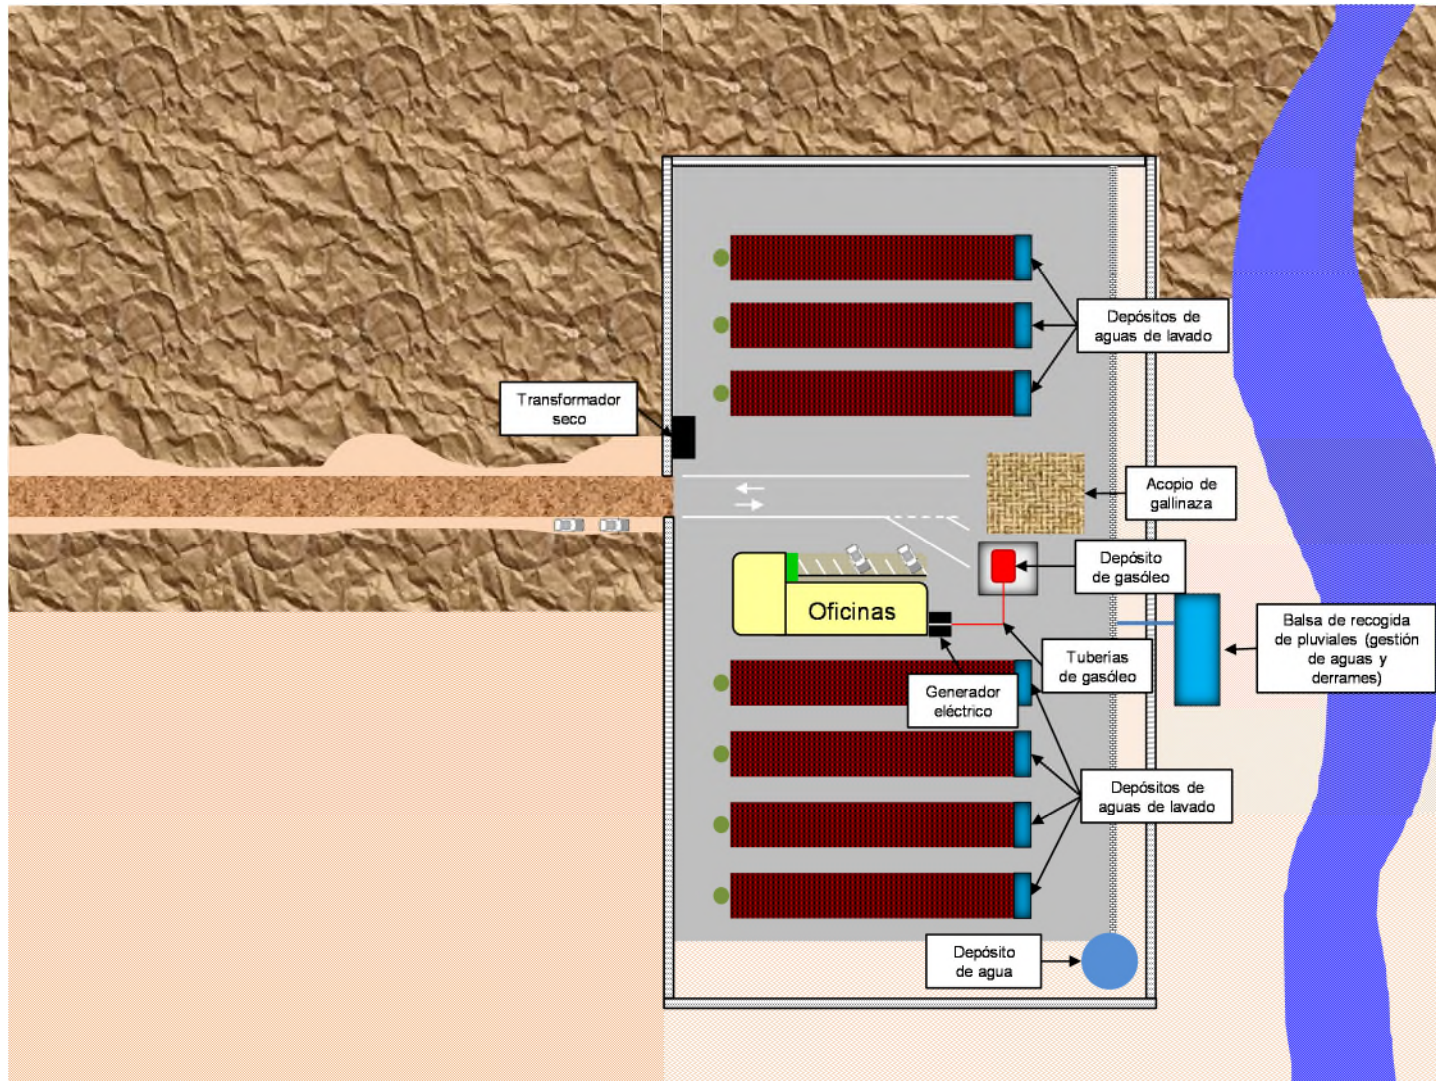 Depósitos de
aguas de lavado
Transformador
seco
Acopio de
gallinaza
Depósito
de gasóleo
Oficinas
Balsa de recogida
de pluviales (gestión
de aguas y
derrames)
Tuberías
de gasóleo
Generador
eléctrico
Depósitos de
aguas de lavado
Depósito
de agua